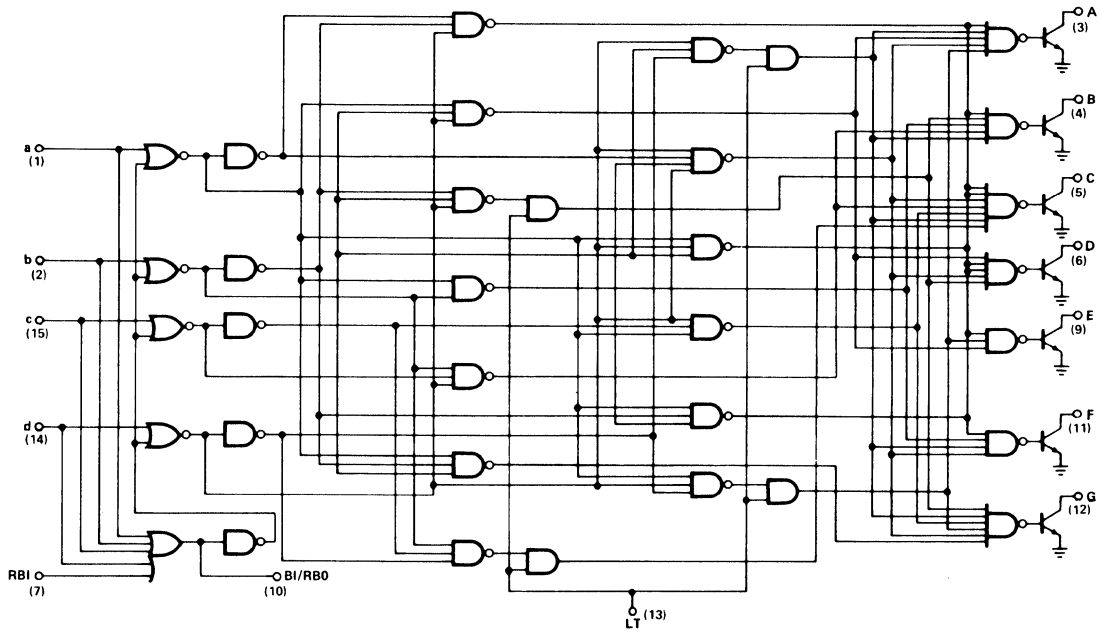 a
(1)
b
(2)
c
(15)
d
(14)
RBI
(7)
BI/RBO
(10)
LT
(13)
A
(3)
B
(4)
C
(5)
D
(6)
E
(9)
F
(11)
G
(12)